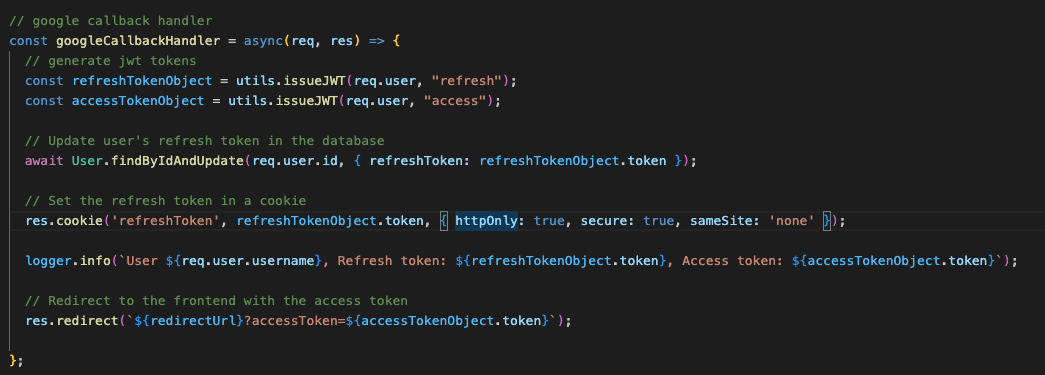 // google callback handler
const googleCallbackHandler = async(req, res) => {
// generate jwt tokens
const refreshTokenObject = utils.issueJWT(req.user, "refresh");
const accessTokenObject = utils.issueJWT(req.user, "access");
// Update user's refresh token in the database
await User.findByIdAndUpdate(req.user.id, { refreshToken: refreshTokenObject.token });
// Set the refresh token in a cookie
res.cookie('refreshToken', refreshTokenObject.token, { httpOnly: true, secure: true, sameSite: 'none' });
logger.info(`User ${req.user.username}, Refresh token: ${refreshTokenObject.token}, Access token: ${accessTokenObject.token}`);
// Redirect to the frontend with the access token
res.redirect(`${redirectUrl}?accessToken=${accessTokenObject.token}`);
};